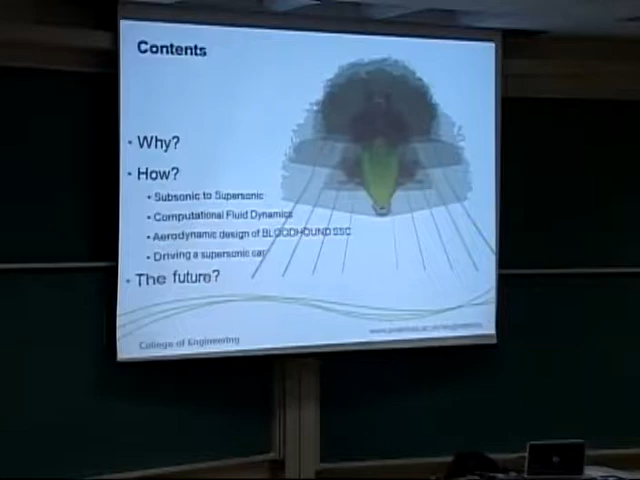 Contents
• Why?
• How?
• Subsonic to Supersonic
• Computational Fluid Dynamics
• Aerodynamic design of BLOODHOUND SSC
• Driving a supersonic car
• The future?
College of Engineering